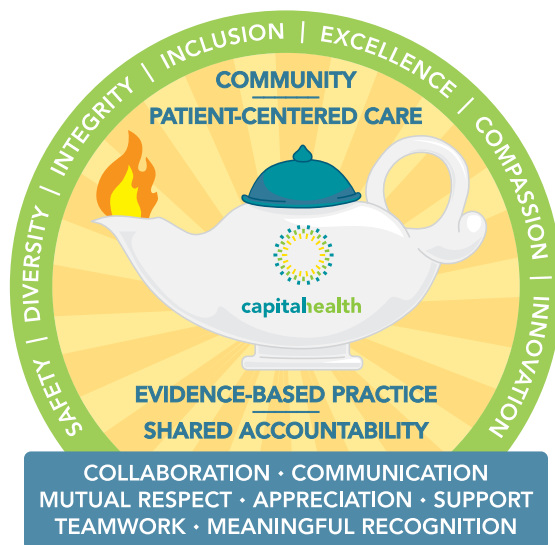 SAFETY | DIVERSITY | INTEGRITY | INCLUSION | EXCELLENCE | COMPASSION | INNOVATION
COMMUNITY
PATIENT-CENTERED CARE
capitalhealth
EVIDENCE-BASED PRACTICE
SHARED ACCOUNTABILITY
COLLABORATION · COMMUNICATION
MUTUAL RESPECT · APPRECIATION · SUPPORT
TEAMWORK · MEANINGFUL RECOGNITION